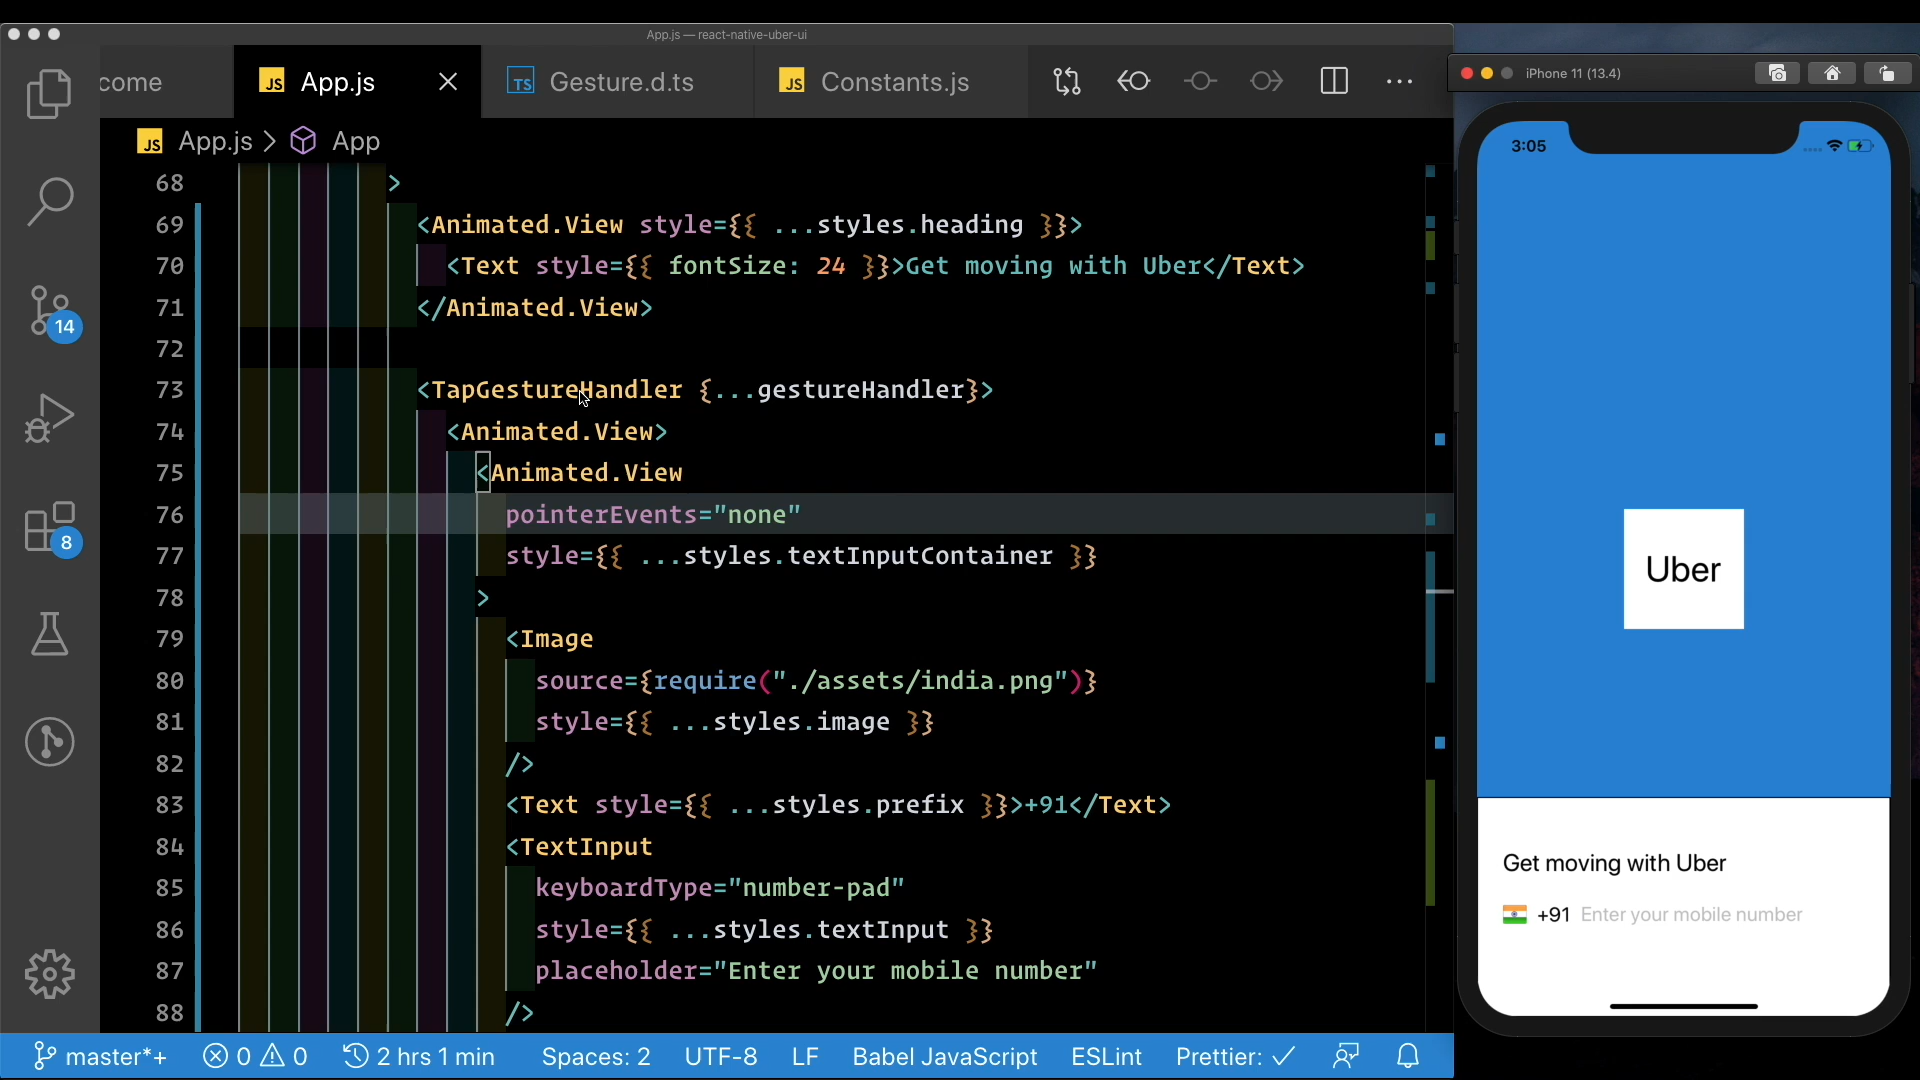 App.js — react-native-uber-ui
come
JS App.js
TS Gesture.d.ts
JS Constants.js
JS App.js > App
68 >
69 <Animated.View style={{ ...styles.heading }}>
70 <Text style={{ fontSize: 24 }}>Get moving with Uber</Text>
71 </Animated.View>
72
73 <TapGestureHandler {...gestureHandler}>
74 <Animated.View>
75 <Animated.View
76 pointerEvents="none"
77 style={{ ...styles.textInputContainer }}
78 >
79 <Image
80 source={require("./assets/india.png")}
81 style={{ ...styles.image }}
82 />
83 <Text style={{ ...styles.prefix }}>+91</Text>
84 <TextInput
85 keyboardType="number-pad"
86 style={{ ...styles.textInput }}
87 placeholder="Enter your mobile number"
88 />
14
8
master*+ 0 0 2 hrs 1 min Spaces: 2 UTF-8 LF Babel JavaScript ESLint Prettier: ✓
iPhone 11 (13.4)
3:05
Uber
Get moving with Uber
+91 Enter your mobile number